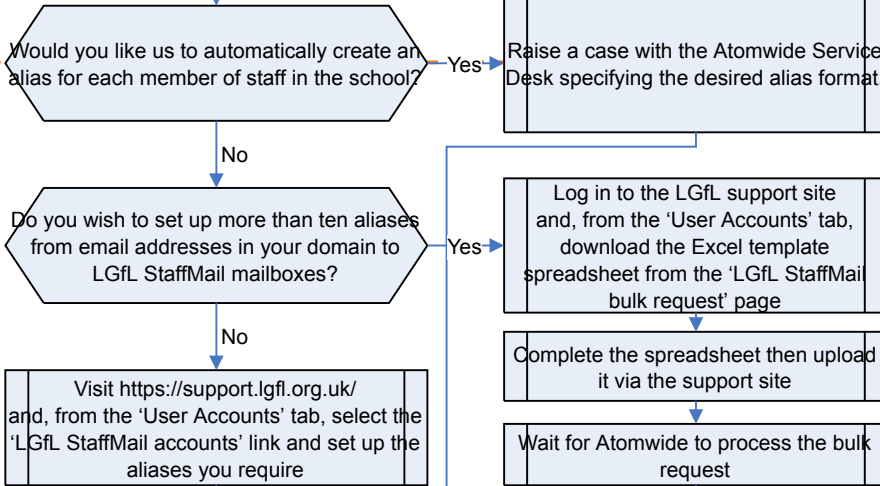 Would you like us to automatically create an
alias for each member of staff in the school?
Yes
Raise a case with the Atomwide Service
Desk specifying the desired alias format
No
Do you wish to set up more than ten aliases
from email addresses in your domain to
LGfL StaffMail mailboxes?
Yes
Log in to the LGfL support site
and, from the ‘User Accounts’ tab,
download the Excel template
spreadsheet from the ‘LGfL StaffMail
bulk request’ page
No
Complete the spreadsheet then upload
it via the support site
Visit https://support.lgfl.org.uk/
and, from the ‘User Accounts’ tab, select the
‘LGfL StaffMail accounts’ link and set up the
aliases you require
Wait for Atomwide to process the bulk
request